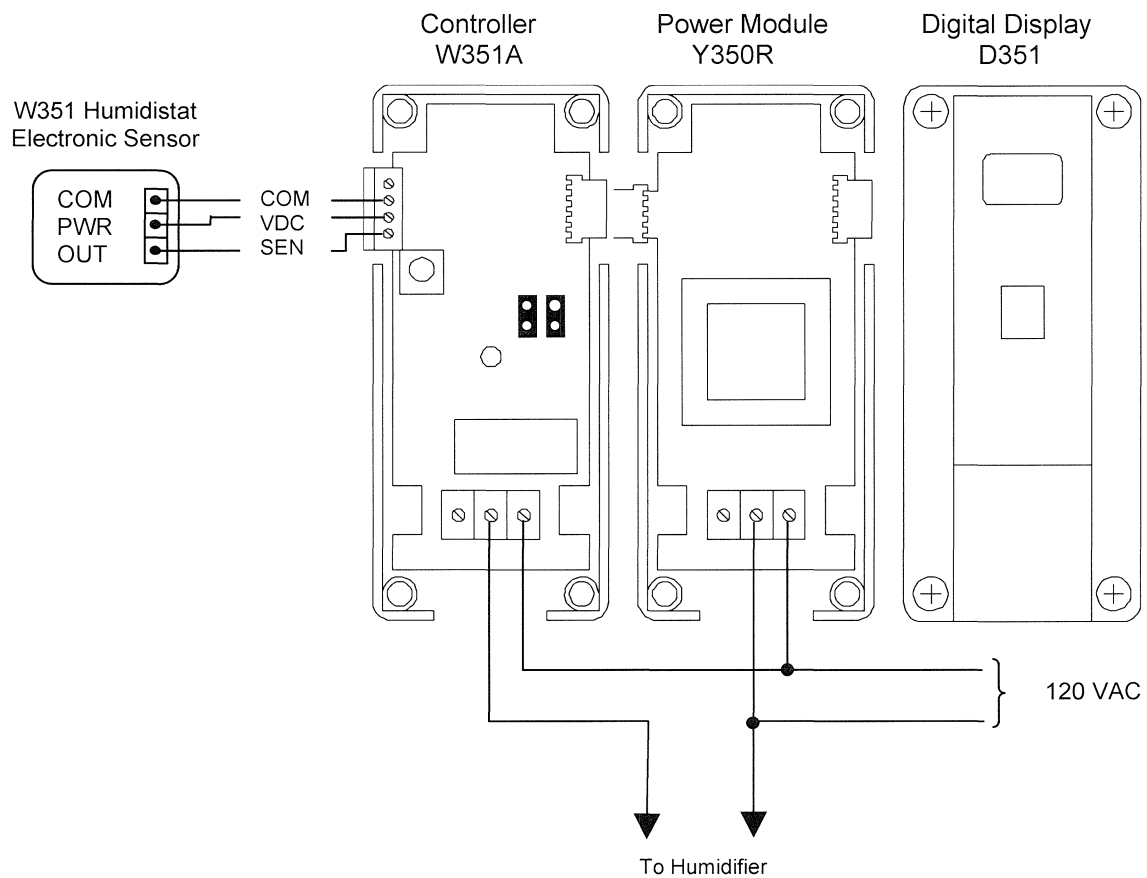 Controller
W351A
Power Module
Y350R
Digital Display
D351
W351 Humidistat
Electronic Sensor
COM
PWR
OUT
COM
VDC
SEN
120 VAC
To Humidifier